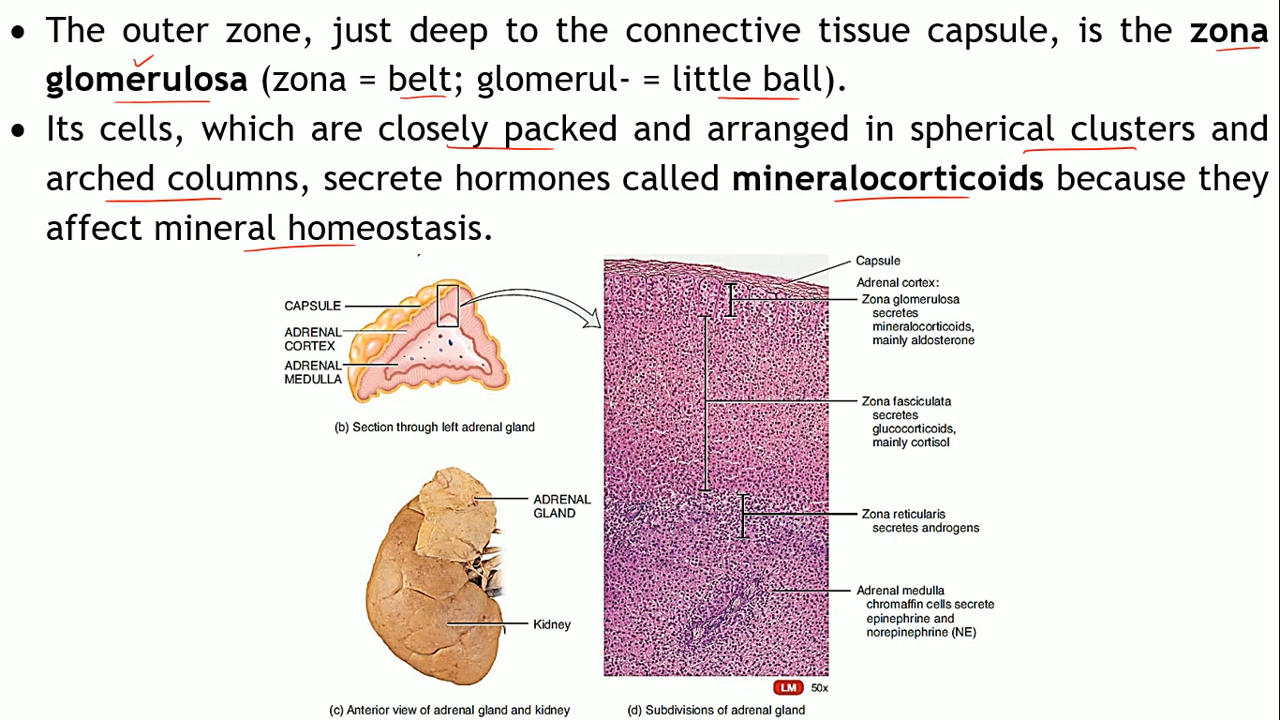 • The outer zone, just deep to the connective tissue capsule, is the zona
glomerulosa (zona = belt; glomerul- = little ball).
• Its cells, which are closely packed and arranged in spherical clusters and
arched columns, secrete hormones called mineralocorticoids because they
affect mineral homeostasis.
CAPSULE
ADRENAL
CORTEX
ADRENAL
MEDULLA
(b) Section through left adrenal gland
ADRENAL
GLAND
Kidney
(c) Anterior view of adrenal gland and kidney
Capsule
Adrenal cortex:
Zona glomerulosa
secretes
mineralocorticoids,
mainly aldosterone
Zona fasciculata
secretes
glucocorticoids,
mainly cortisol
Zona reticularis
secretes androgens
Adrenal medulla
chromaffin cells secrete
epinephrine and
norepinephrine (NE)
LM 50x
(d) Subdivisions of adrenal gland